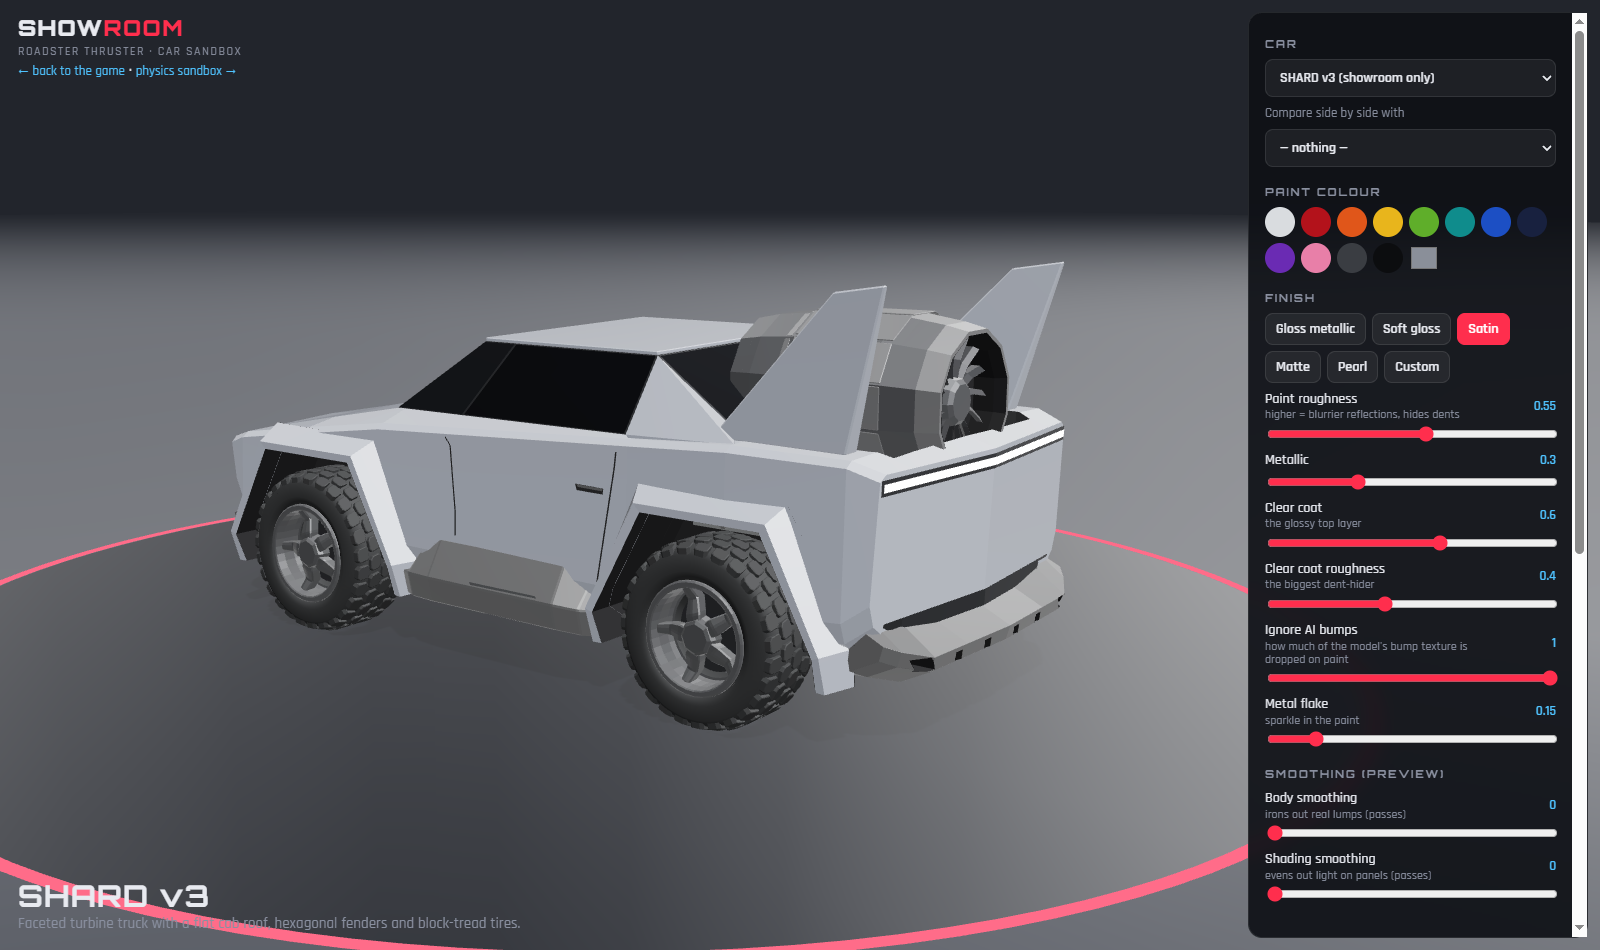 SHOWROOM
ROADSTER THRUSTER · CAR SANDBOX
← back to the game • physics sandbox →
CAR
SHARD v3 (showroom only)
Compare side by side with
— nothing —
PAINT COLOUR
FINISH
Gloss metallic
Soft gloss
Satin
Matte
Pearl
Custom
Paint roughness
0.55
higher = blurrier reflections, hides dents
Metallic
0.3
Clear coat
0.6
the glossy top layer
Clear coat roughness
0.4
the biggest dent-hider
Ignore AI bumps
1
how much of the model's bump texture is
dropped on paint
Metal flake
0.15
sparkle in the paint
SMOOTHING (PREVIEW)
Body smoothing
0
irons out real lumps (passes)
Shading smoothing
0
evens out light on panels (passes)
SHARD v3
Faceted turbine truck with a flat cab roof, hexagonal fenders and block-tread tires.